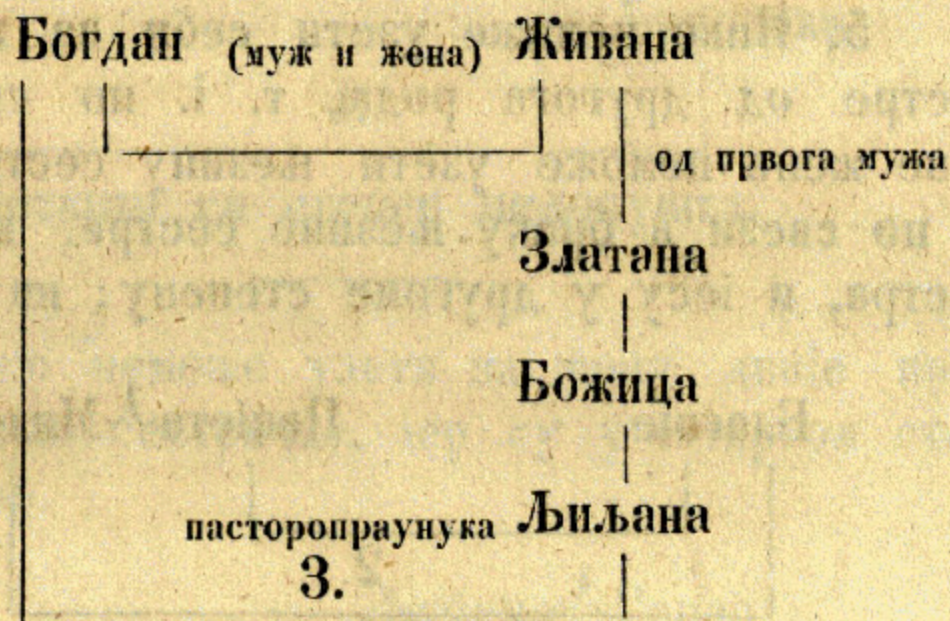 Богдан (муж и жена) Живана
од првога мужа
Златана
Божица
пасторопраунука Љиљана
3.